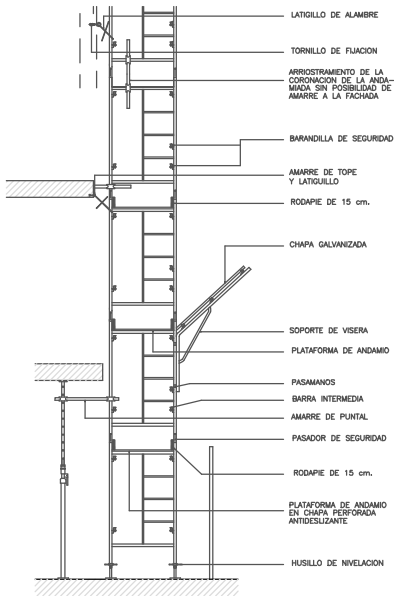 LATIGILLO DE ALAMBRE
TORNILLO DE FIJACION
ARRIOSTRAMIENTO DE LA
CORONACION DE LA ANDA-
MIADA SIN POSIBILIDAD DE
AMARRE A LA FACHADA
BARANDILLA DE SEGURIDAD
AMARRE DE TOPE
Y LATIGUILLO
RODAPIE DE 15 cm.
CHAPA GALVANIZADA
SOPORTE DE VISERA
PLATAFORMA DE ANDAMIO
PASAMANOS
BARRA INTERMEDIA
AMARRE DE PUNTAL
PASADOR DE SEGURIDAD
RODAPIE DE 15 cm.
PLATAFORMA DE ANDAMIO
EN CHAPA PERFORADA
ANTIDESLIZANTE
HUSILLO DE NIVELACION